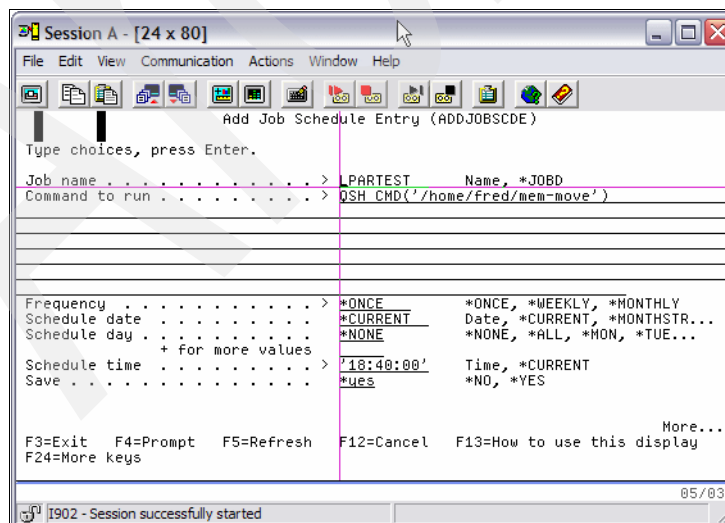 Session A - [24 x 80]
File Edit View Communication Actions Window Help
Add Job Schedule Entry (ADDJOBSCDE)
Type choices, press Enter.
Job name . . . . . . . . . . . . . > LPARTEST Name, *JOBD
Command to run . . . . . . . . . . > QSH CMD('/home/fred/mem-move')
Frequency . . . . . . . . . . . . > *ONCE *ONCE, *WEEKLY, *MONTHLY
Schedule date . . . . . . . . . . *CURRENT Date, *CURRENT, *MONTHSTR...
Schedule day . . . . . . . . . . . *NONE *NONE, *ALL, *MON, *TUE...
+ for more values
Schedule time . . . . . . . . . . > '18:40:00' Time, *CURRENT
Save . . . . . . . . . . . . . . . *yes *NO, *YES
More...
F3=Exit F4=Prompt F5=Refresh F12=Cancel F13=How to use this display
F24=More keys
05/03
I902 - Session successfully started